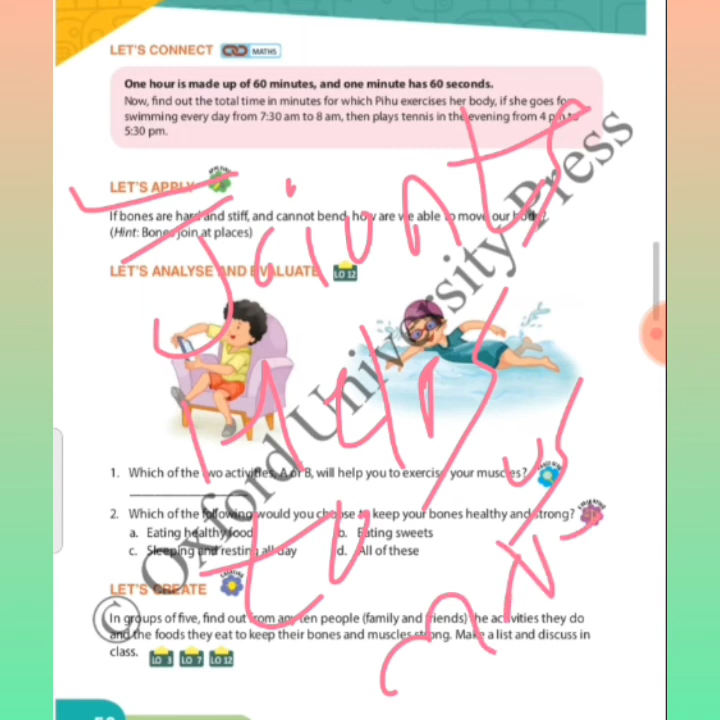 LET'S CONNECT MATHS
One hour is made up of 60 minutes, and one minute has 60 seconds.
Now, find out the total time in minutes for which Pihu exercises her body, if she goes for
swimming every day from 7:30 am to 8 am, then plays tennis in the evening from 4 pm to
5:30 pm.
LET'S APPLY
If bones are hard and stiff, and cannot bend, how are we able to move our body?
(Hint: Bones join at places)
LET'S ANALYSE AND EVALUATE LO 12
1. Which of the two activities, A or B, will help you to exercise your muscles?
2. Which of the following would you choose to keep your bones healthy and strong?
a. Eating healthy food b. Eating sweets
c. Sleeping and resting all day d. All of these
LET'S CREATE
In groups of five, find out from any ten people (family and friends) the activities they do
and the foods they eat to keep their bones and muscles strong. Make a list and discuss in
class. LO 3 LO 7 LO 12
© Oxford University Press
Joints
helps
us
to